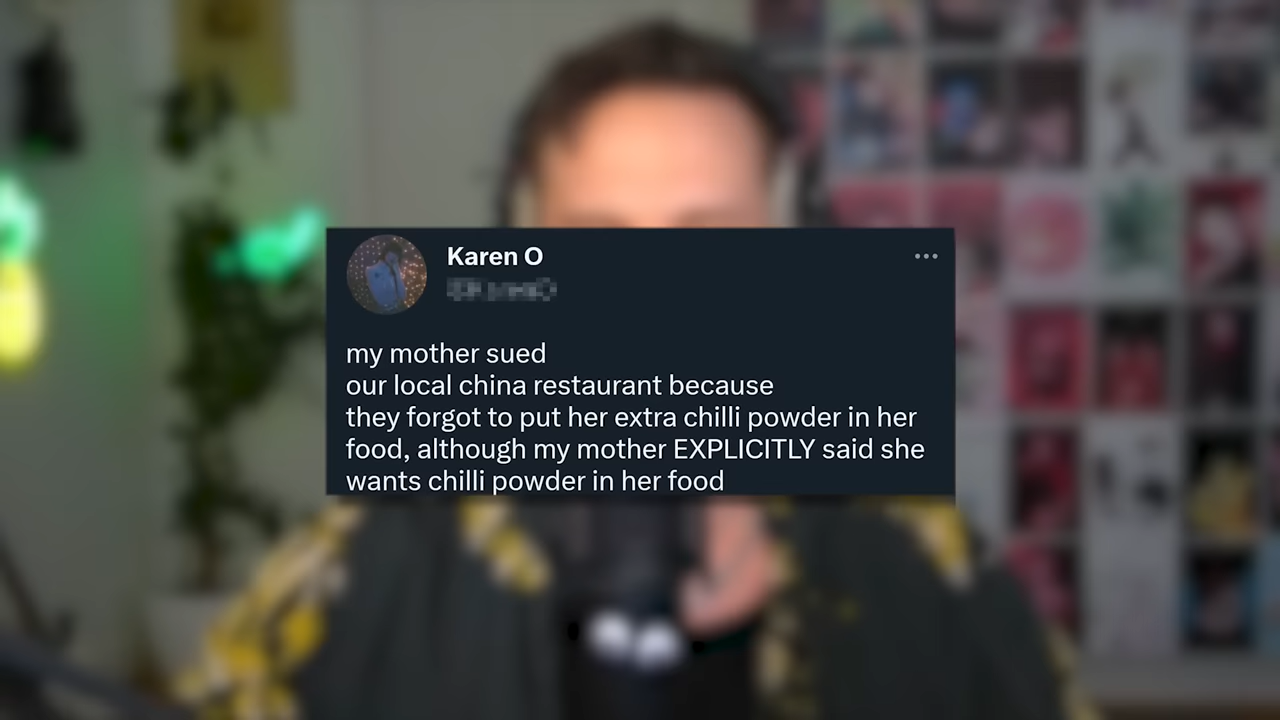 Karen O
my mother sued
our local china restaurant because
they forgot to put her extra chilli powder in her
food, although my mother EXPLICITLY said she
wants chilli powder in her food